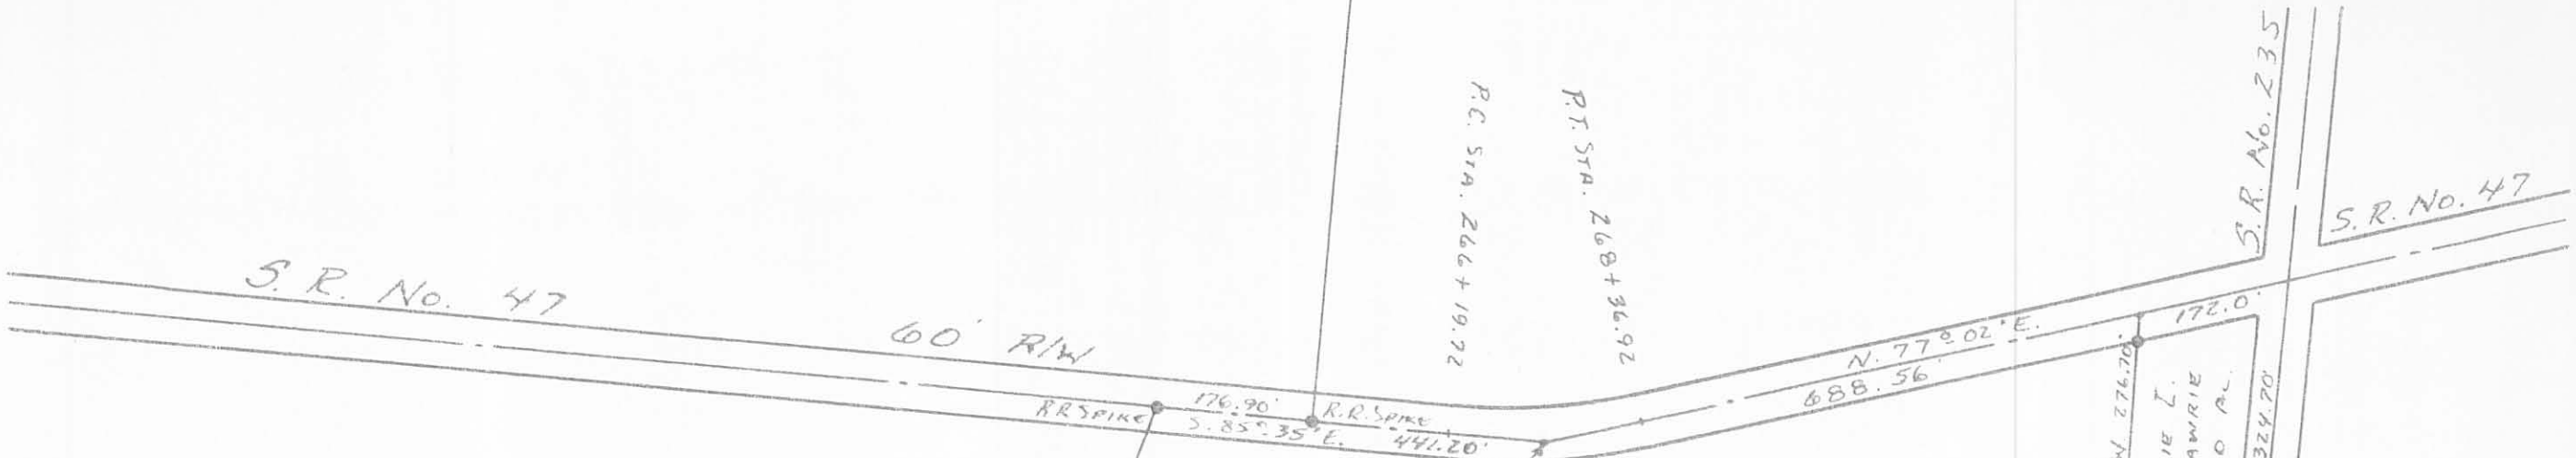 S.R. No. 235
P.C. STA. 266 + 19.72
P.T. STA. 268 + 36.92
S. R. No. 47
S. R. No. 47
60' R/W
N. 77° 02' E.
172.0'
688.56'
RR SPIKE
176.90'
R.R. SPIKE
S. 85° 35' E.
441.20'
276.70'
324.70'